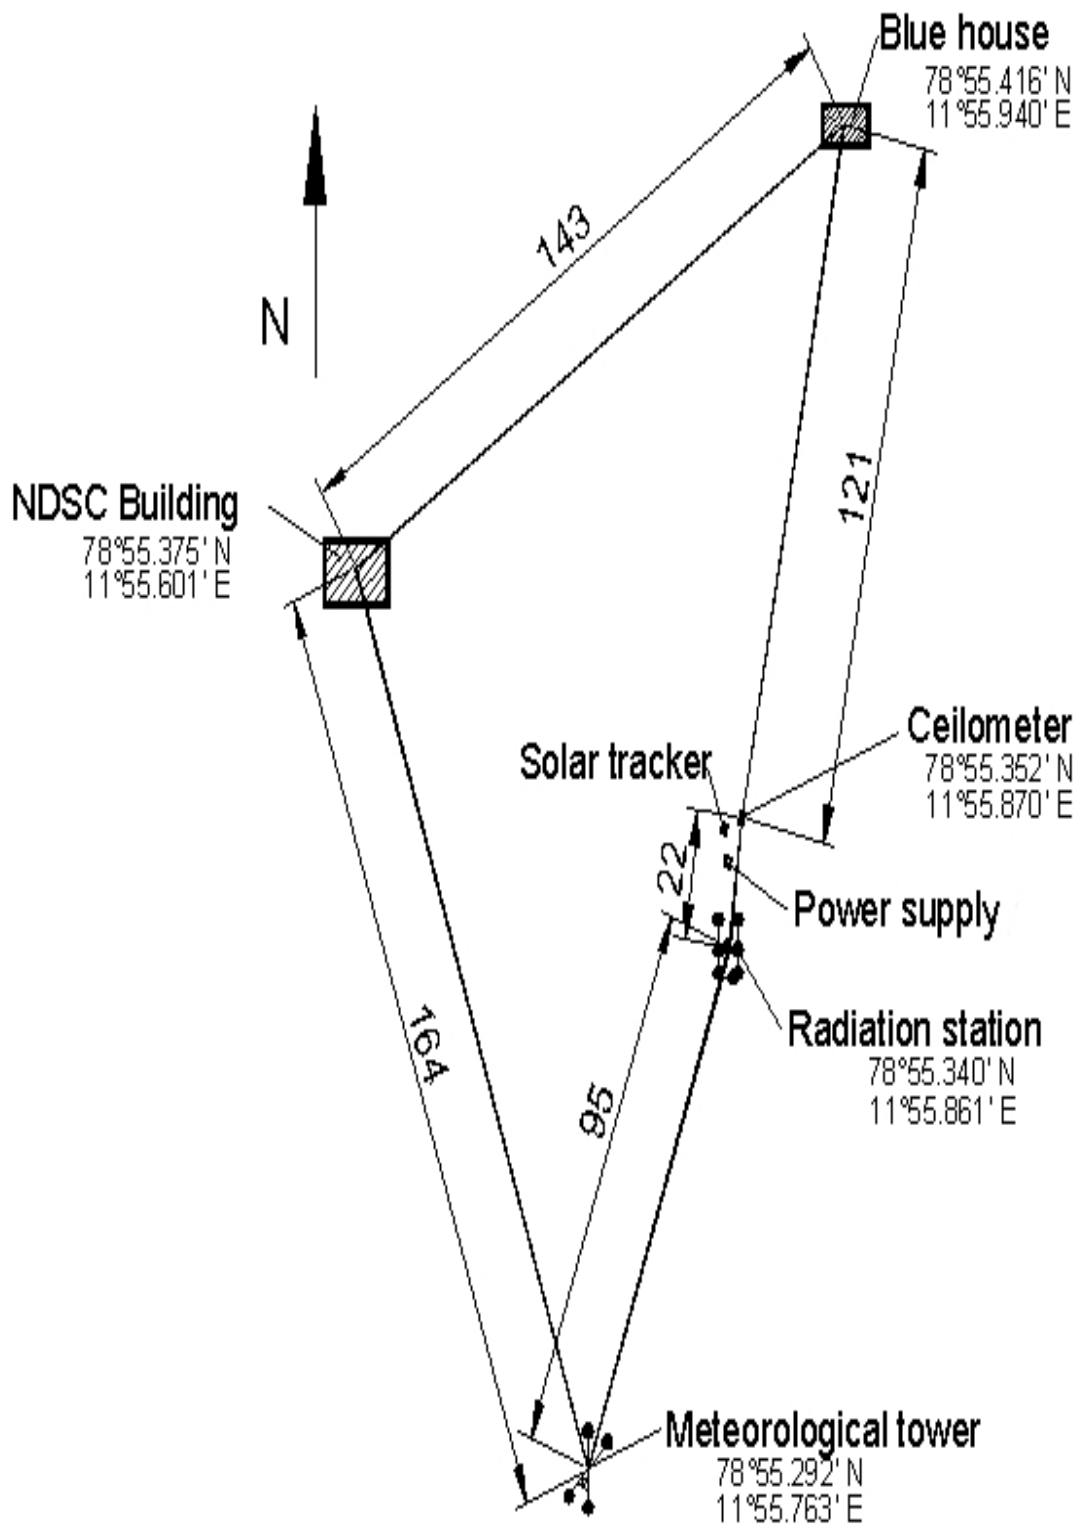 Blue house
78°55.416' N
11°55.940' E
N
143
121
NDSC Building
78°55.375' N
11°55.601' E
Ceilometer
78°55.352' N
11°55.870' E
Solar tracker
22
Power supply
Radiation station
78°55.340' N
11°55.861' E
164
95
Meteorological tower
78°55.292' N
11°55.763' E